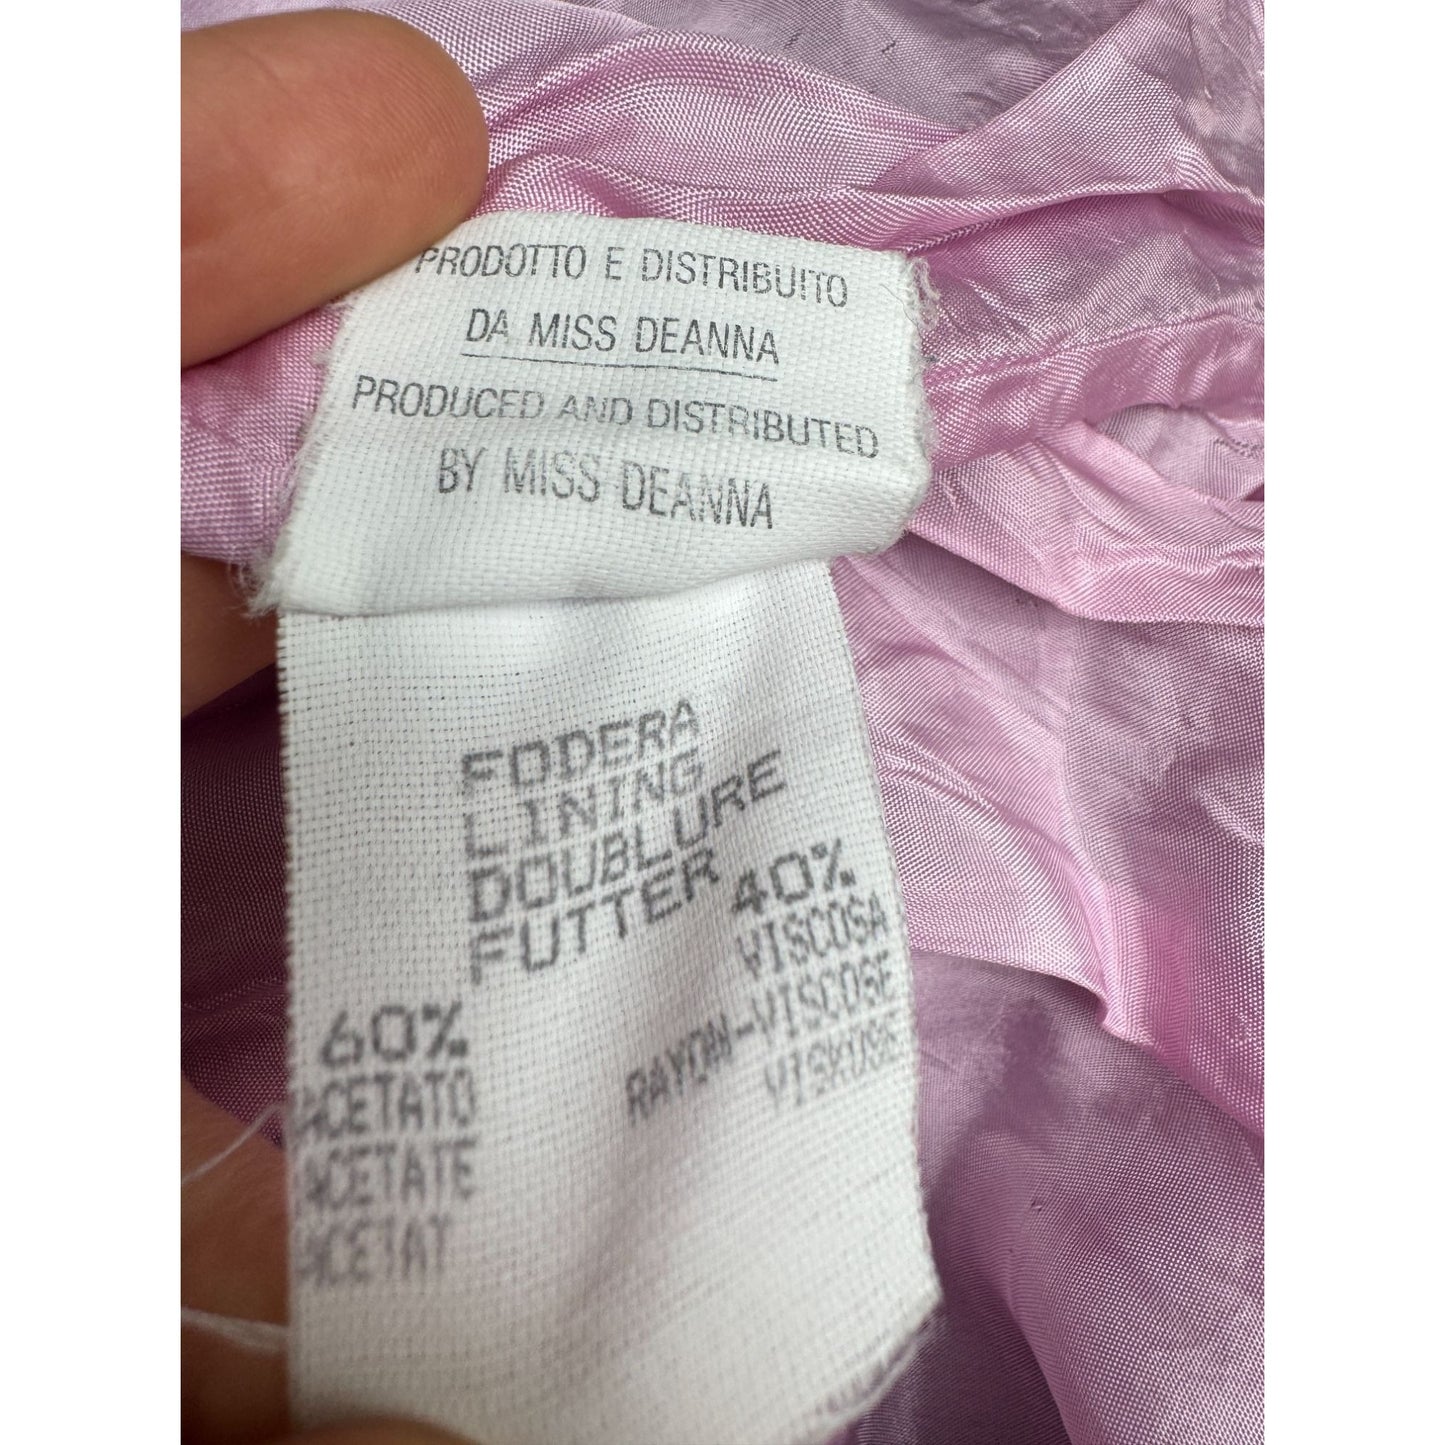 PRODOTTO E DISTRIBUITO
DA MISS DEANNA
PRODUCED AND DISTRIBUTED
BY MISS DEANNA
FODERA
LINING
DOUBLURE
FUTTER
40%
VISCOSA
RAYON-VISCOSE
VISKOSE
60%
ACETATO
ACETATE
ACETAT